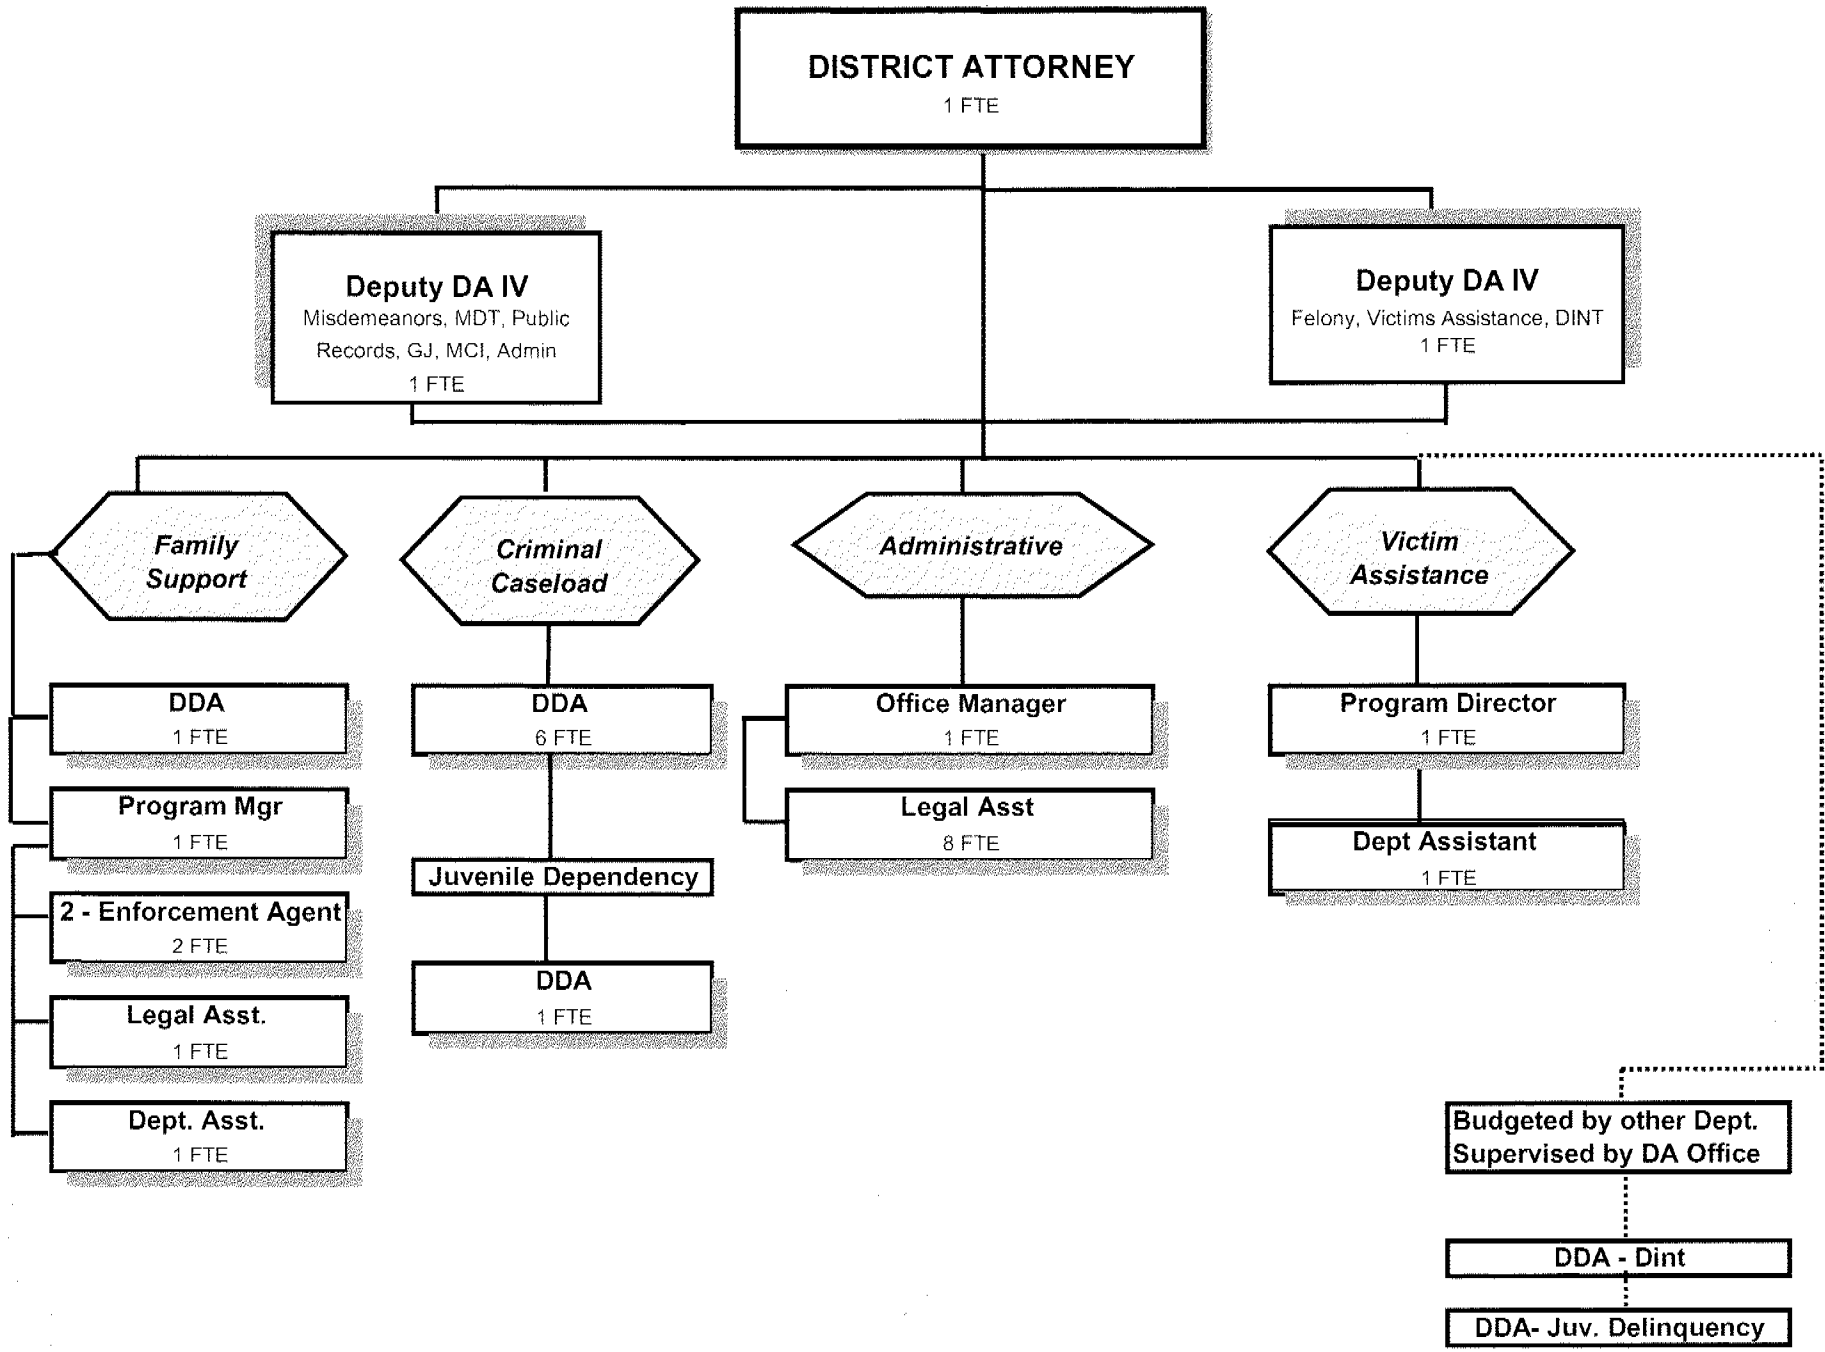 DISTRICT ATTORNEY
1 FTE
Deputy DA IV
Misdemeanors, MDT, Public
Records, GJ, MCI, Admin
1 FTE
Deputy DA IV
Felony, Victims Assistance, DINT
1 FTE
Family
Support
Criminal
Caseload
Administrative
Victim
Assistance
DDA
1 FTE
Program Mgr
1 FTE
2 - Enforcement Agent
2 FTE
Legal Asst.
1 FTE
Dept. Asst.
1 FTE
DDA
6 FTE
Juvenile Dependency
DDA
1 FTE
Office Manager
1 FTE
Legal Asst
8 FTE
Program Director
1 FTE
Dept Assistant
1 FTE
Budgeted by other Dept.
Supervised by DA Office
DDA - Dint
DDA- Juv. Delinquency